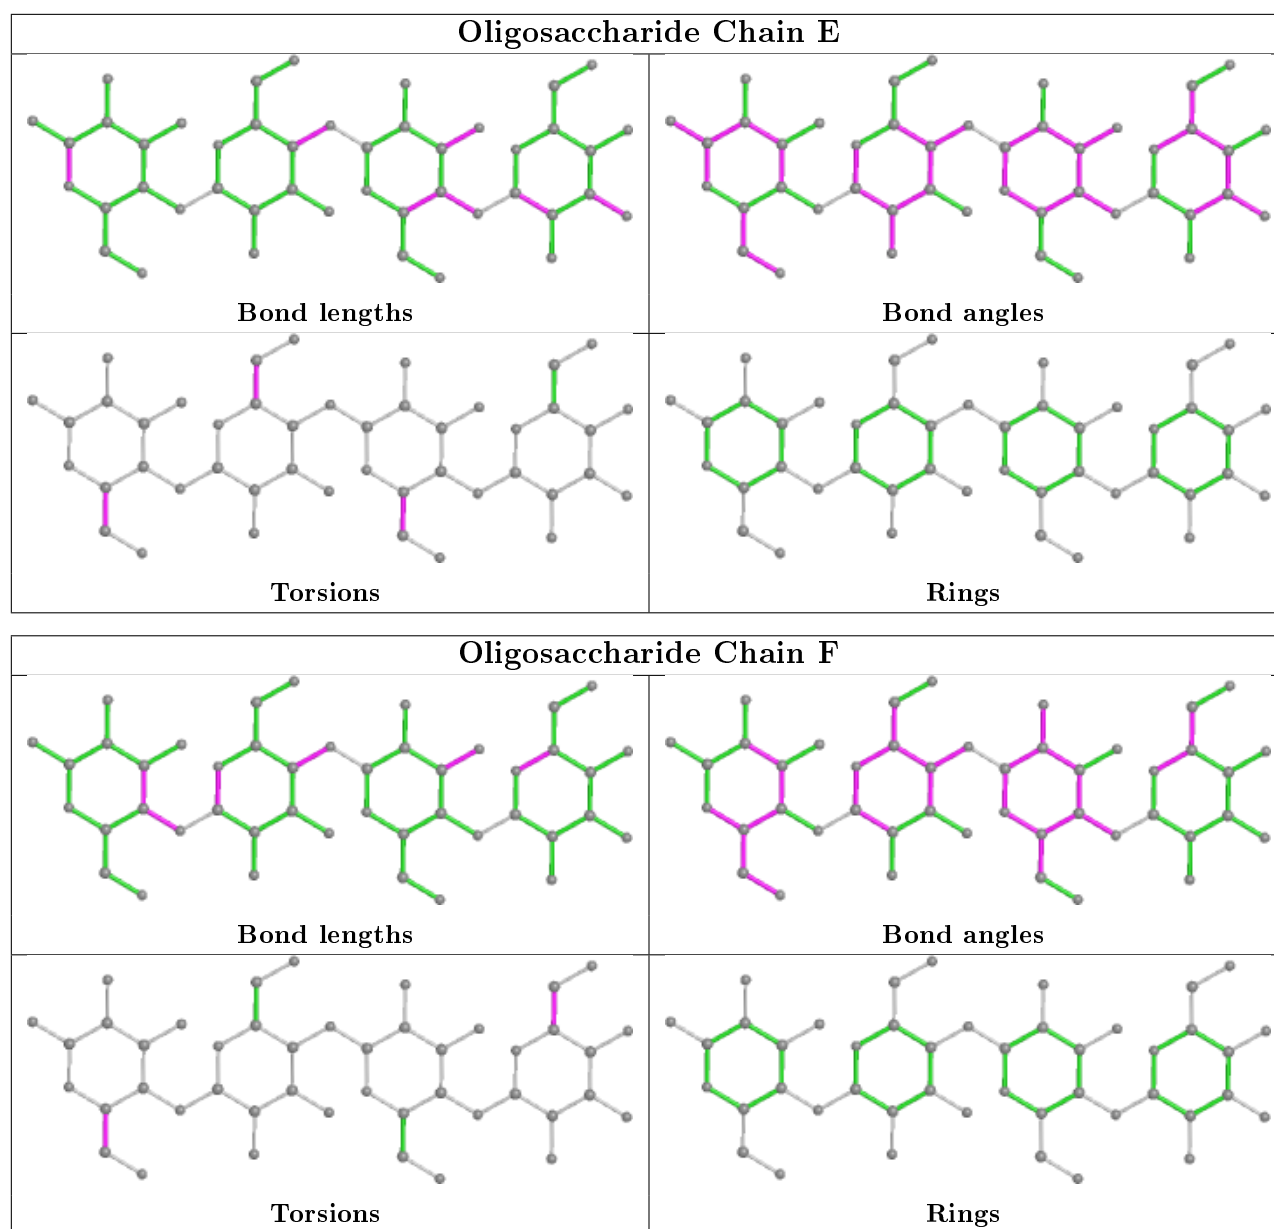 Oligosaccharide Chain E
Bond lengths
Bond angles
Torsions
Rings
Oligosaccharide Chain F
Bond lengths
Bond angles
Torsions
Rings